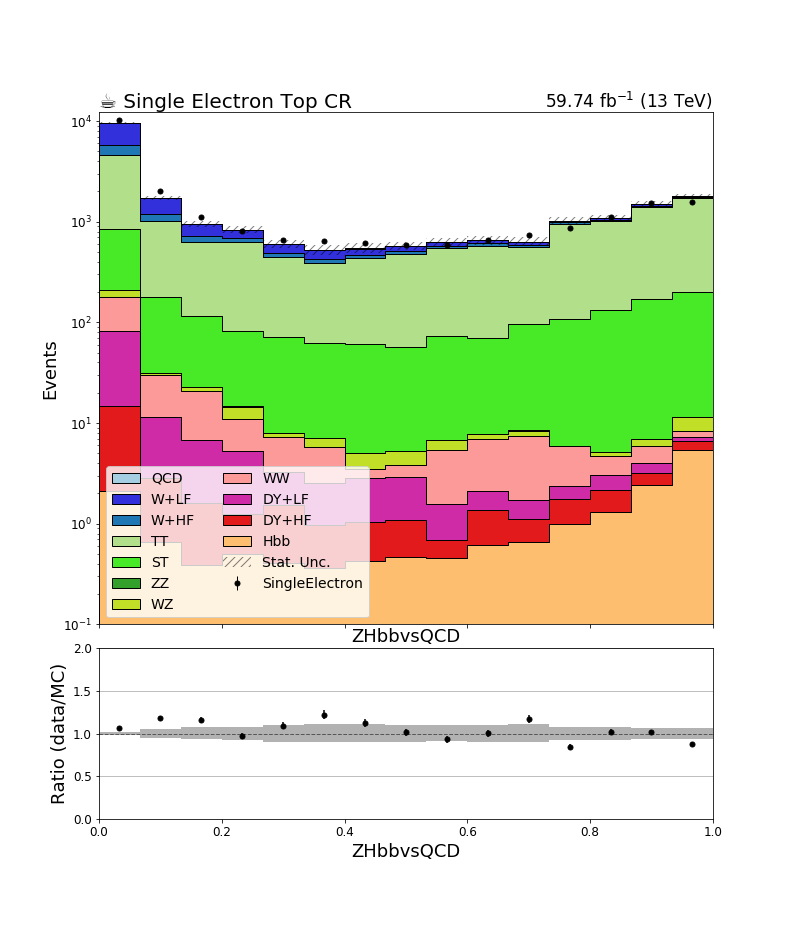 ☕ Single Electron Top CR 59.74 fb⁻¹ (13 TeV)
Events
10⁴
10³
10²
10¹
10⁰
10⁻¹
QCD WW
W+LF DY+LF
W+HF DY+HF
TT Hbb
ST Stat. Unc.
ZZ SingleElectron
WZ
ZHbbvsQCD
Ratio (data/MC)
2.0
1.5
1.0
0.5
0.0
0.0 0.2 0.4 0.6 0.8 1.0
ZHbbvsQCD